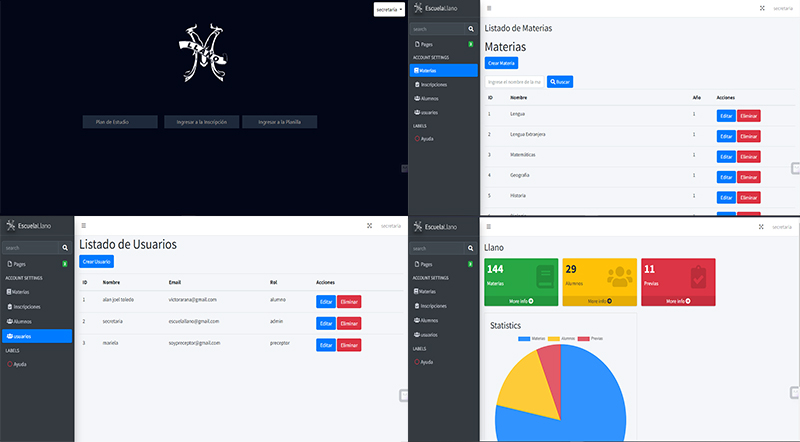 secretaria
Plan de Estudio
Ingresar a la Inscripción
Ingresar a la Planilla
EscuelaLlano
search
Pages
ACCOUNT SETTINGS
Materias
Inscripciones
Alumnos
usuarios
LABELS
Ayuda
secretaria
Listado de Materias
Materias
Crear Materia
Ingrese el nombre de la ma
Buscar
ID Nombre Año Acciones
1 Lengua 1 Editar Eliminar
2 Lengua Extranjera 1 Editar Eliminar
3 Matemáticas 1 Editar Eliminar
4 Geografía 1 Editar Eliminar
5 Historia 1 Editar Eliminar
EscuelaLlano
search
Pages
ACCOUNT SETTINGS
Materias
Inscripciones
Alumnos
usuarios
LABELS
Ayuda
secretaria
Listado de Usuarios
Crear Usuario
ID Nombre Email Rol Acciones
1 alan joel toledo victorarana@gmail.com alumno Editar Eliminar
2 secretaria escuelallano@gmail.com admin Editar Eliminar
3 mariela soypreceptor@gmail.com preceptor Editar Eliminar
EscuelaLlano
search
Pages
ACCOUNT SETTINGS
Materias
Inscripciones
Alumnos
usuarios
LABELS
Ayuda
secretaria
Llano
144
Materias
More info
29
Alumnos
More info
11
Previas
More info
Statistics
Materias Alumnos Previas